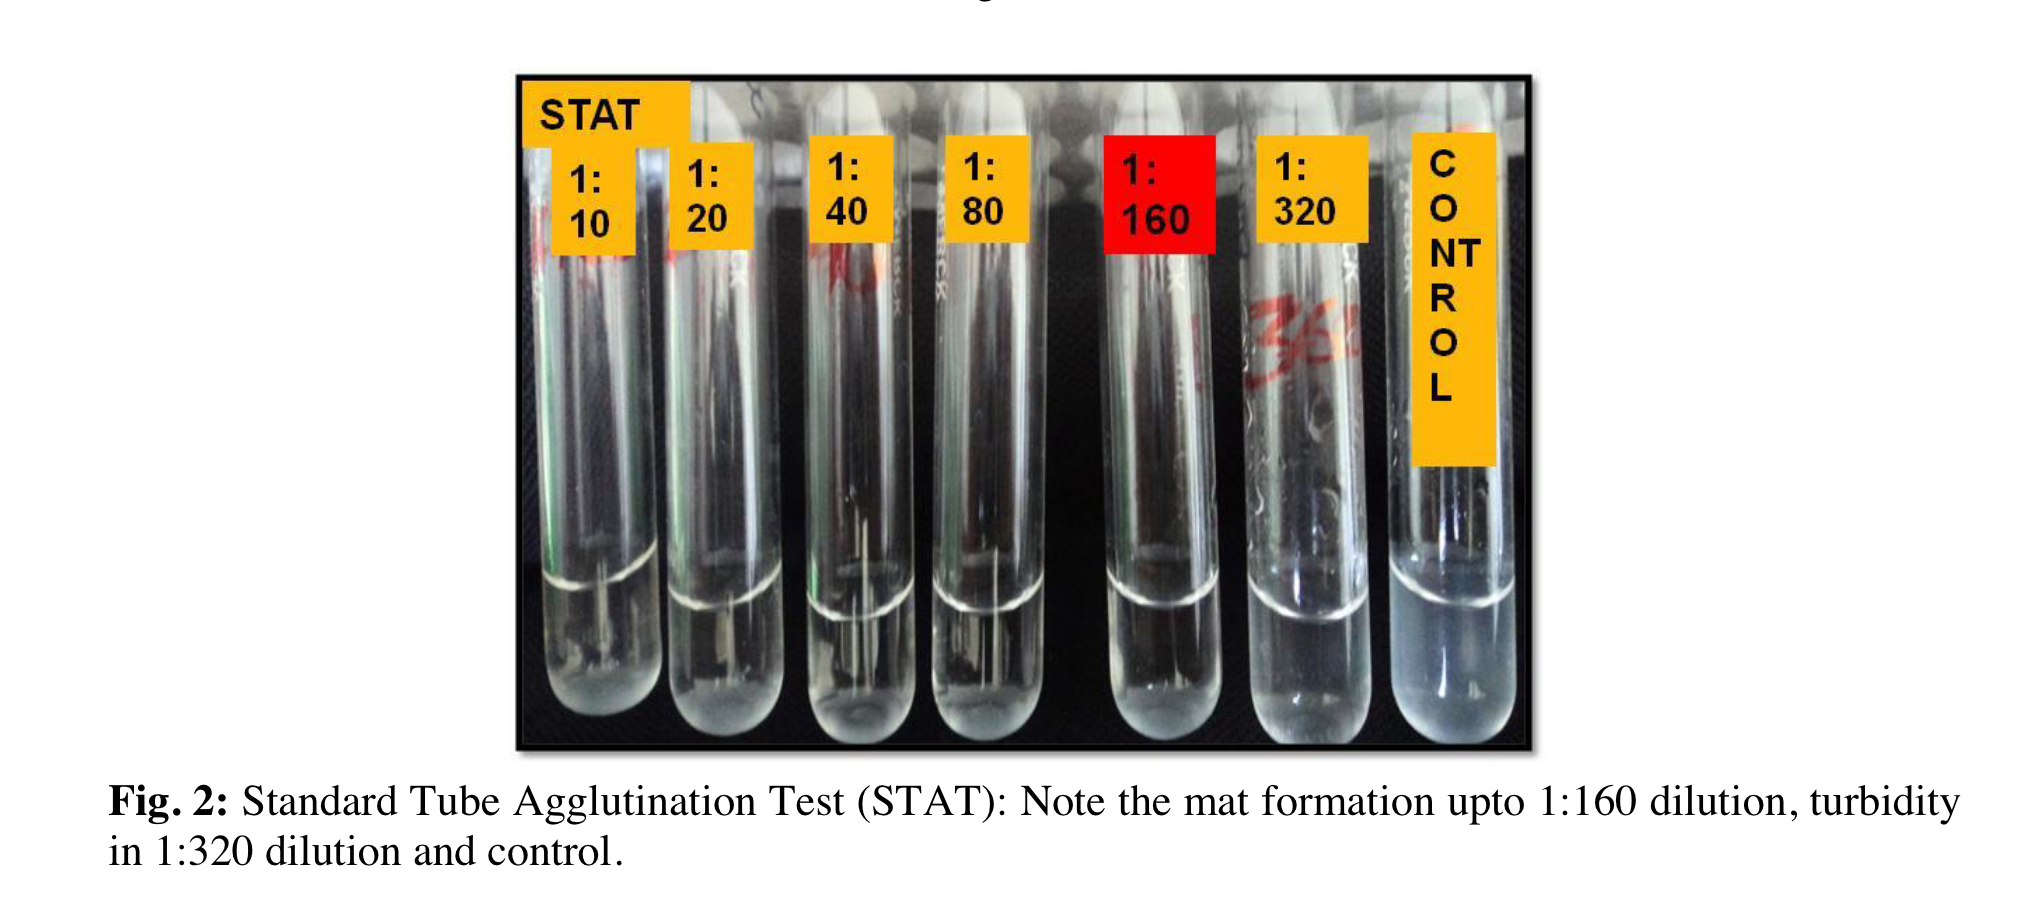 STAT
1:
10
1:
20
1:
40
1:
80
1:
160
1:
320
C
O
NT
R
O
L
Fig. 2: Standard Tube Agglutination Test (STAT): Note the mat formation upto 1:160 dilution, turbidity
in 1:320 dilution and control.